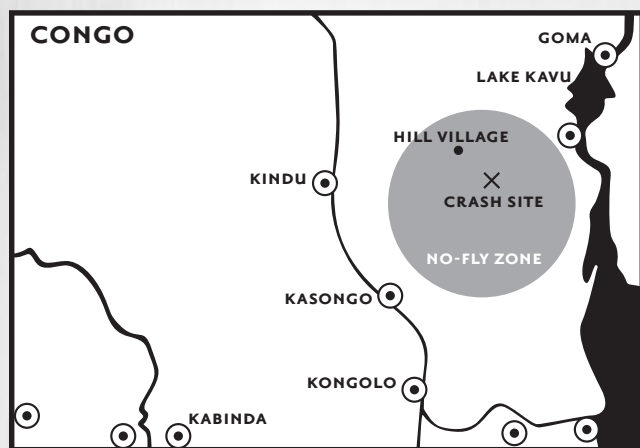 CONGO
GOMA
LAKE KAVU
HILL VILLAGE
KINDU
CRASH SITE
NO-FLY ZONE
KASONGO
KONGOLO
KABINDA